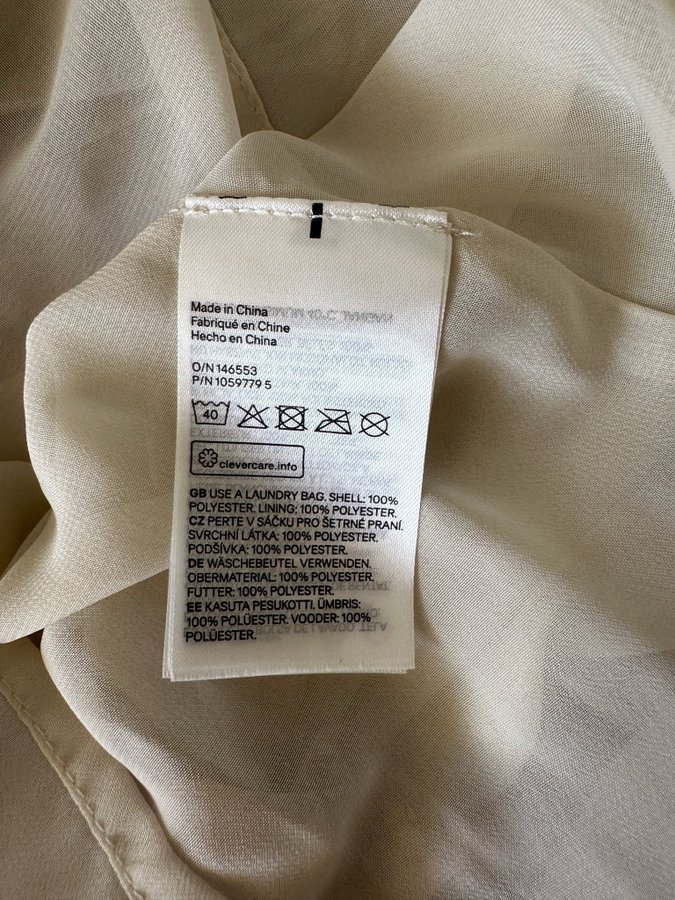 Made in China
Fabriqué en Chine
Hecho en China
O/N 146553
P/N 1059779 5
40
clevercare.info
GB USE A LAUNDRY BAG. SHELL: 100%
POLYESTER. LINING: 100% POLYESTER.
CZ PERTE V SÁČKU PRO ŠETRNÉ PRANÍ.
SVRCHNÍ LÁTKA: 100% POLYESTER.
PODŠÍVKA: 100% POLYESTER.
DE WÄSCHEBEUTEL VERWENDEN.
OBERMATERIAL: 100% POLYESTER.
FUTTER: 100% POLYESTER.
EE KASUTA PESUKOTTI. ÜMBRIS:
100% POLÜESTER. VOODER: 100%
POLÜESTER.